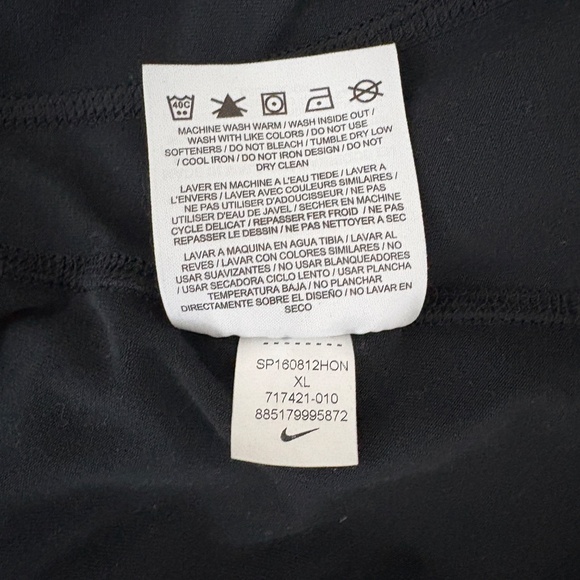 40C
MACHINE WASH WARM / WASH INSIDE OUT /
WASH WITH LIKE COLORS / DO NOT USE
SOFTENERS / DO NOT BLEACH / TUMBLE DRY LOW
/ COOL IRON / DO NOT IRON DESIGN / DO NOT
DRY CLEAN
LAVER EN MACHINE A L'EAU TIEDE / LAVER A
L'ENVERS / LAVER AVEC COULEURS SIMILAIRES /
NE PAS UTILISER D'ADOUCISSEUR / NE PAS
UTILISER D'EAU DE JAVEL / SECHER EN MACHINE
CYCLE DELICAT / REPASSER FER FROID / NE PAS
REPASSER LE DESSIN / NE PAS NETTOYER A SEC
LAVAR A MAQUINA EN AGUA TIBIA / LAVAR AL
REVES / LAVAR CON COLORES SIMILARES / NO
USAR SUAVIZANTES / NO USAR BLANQUEADORES
/ USAR SECADORA CICLO LENTO / USAR PLANCHA
TEMPERATURA BAJA / NO PLANCHAR
DIRECTAMENTE SOBRE EL DISEÑO / NO LAVAR EN
SECO
SP160812HON
XL
717421-010
885179995872